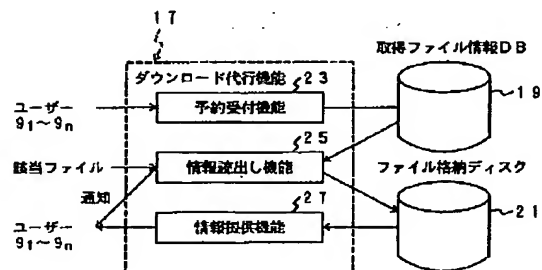 17
取得ファイル情報DB
ダウンロード代行機能
23
予約受付機能
19
ユーザー
9₁~9ₙ
25
該当ファイル
情報読出し機能
ファイル格納ディスク
通知
27
情報提供機能
21
ユーザー
9₁~9ₙ